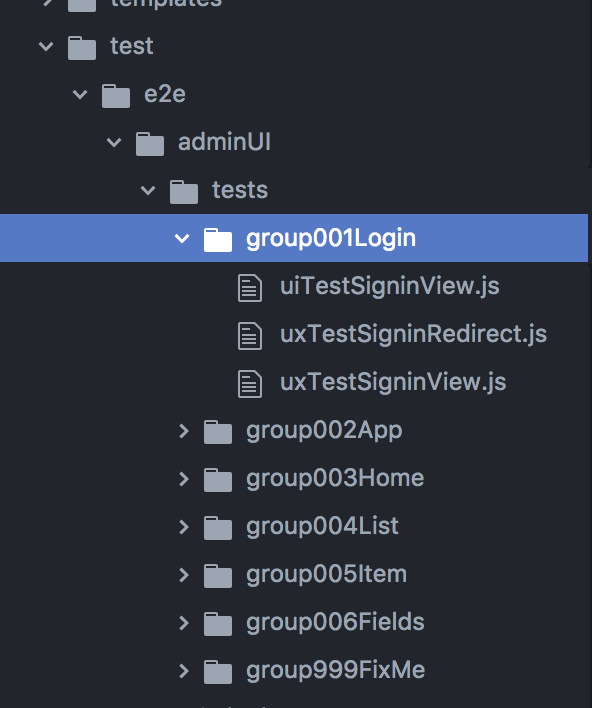 templates
test
e2e
adminUI
tests
group001Login
uiTestSigninView.js
uxTestSigninRedirect.js
uxTestSigninView.js
group002App
group003Home
group004List
group005Item
group006Fields
group999FixMe